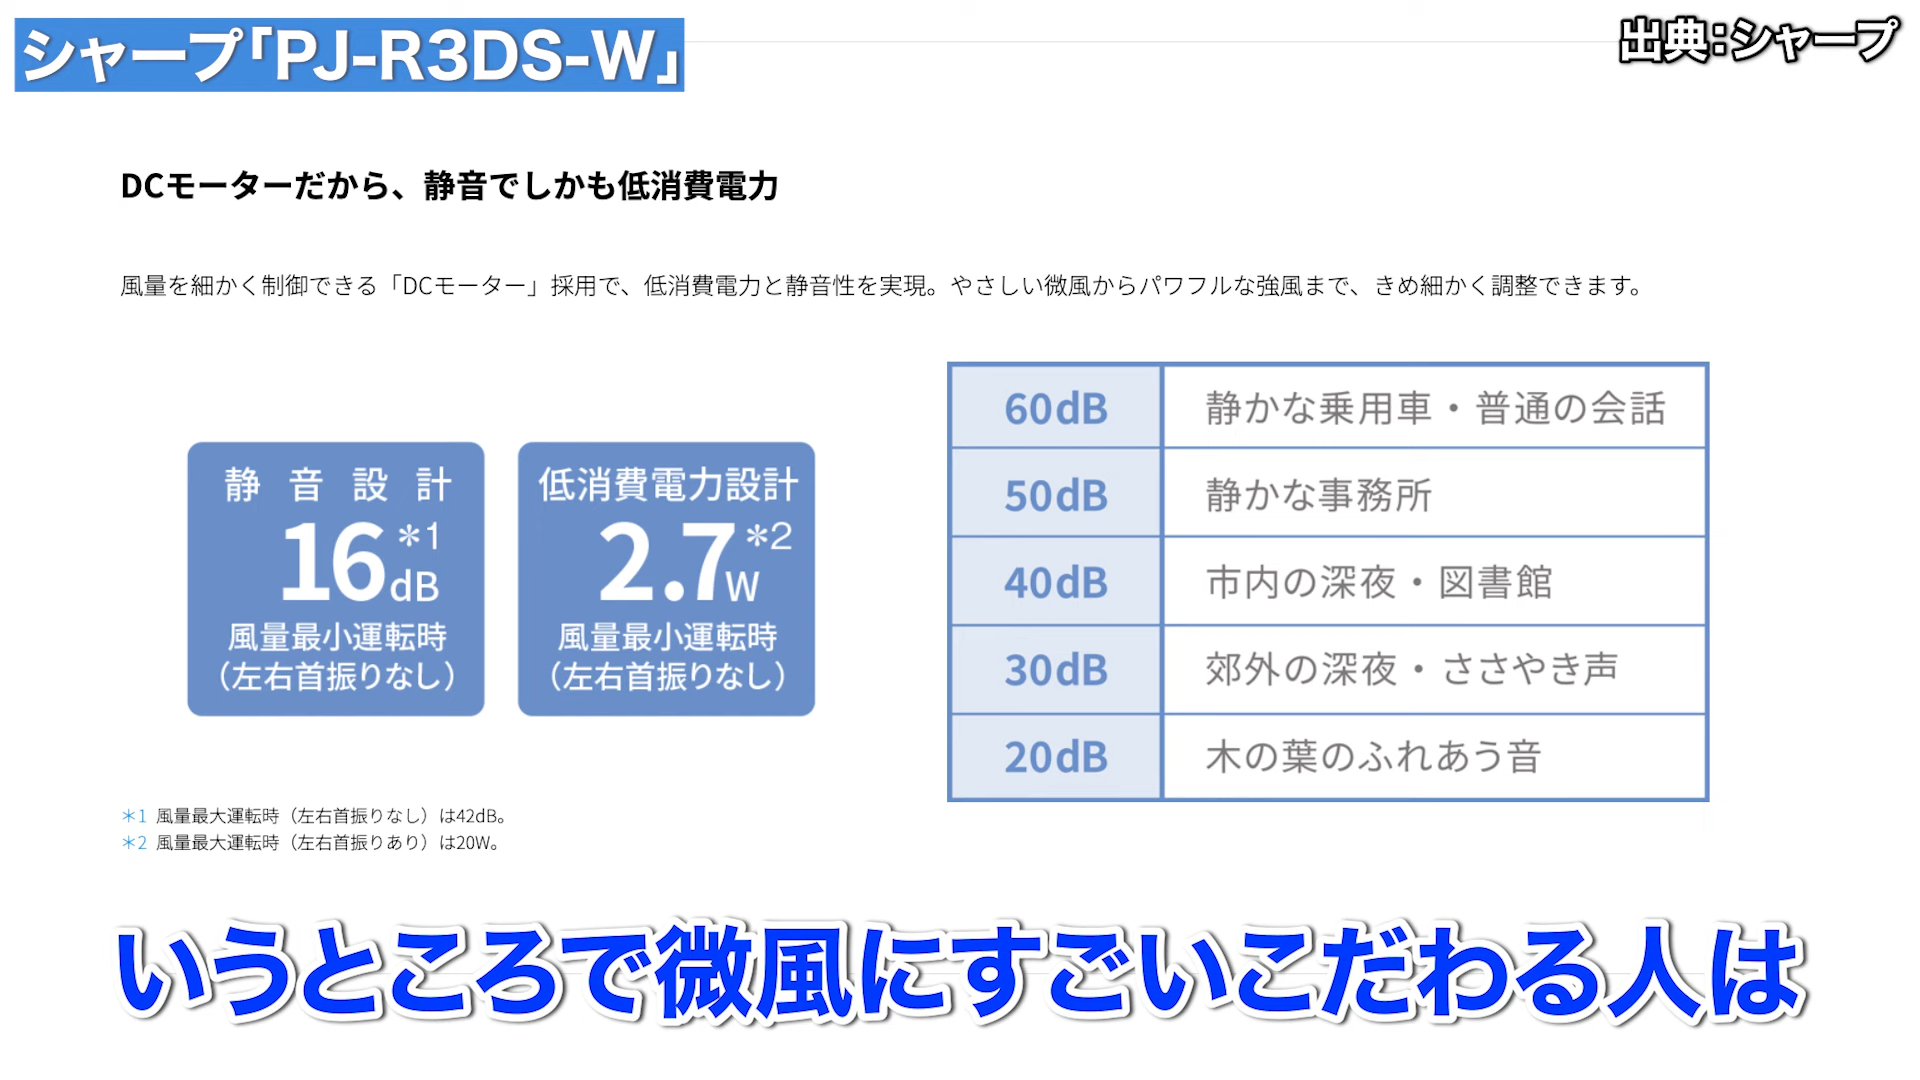 シャープ「PJ-R3DS-W」
出典：シャープ
DCモーターだから、静音でしかも低消費電力
風量を細かく制御できる「DCモーター」採用で、低消費電力と静音性を実現。やさしい微風からパワフルな強風まで、きめ細かく調整できます。
静音設計
16dB＊1
風量最小運転時
（左右首振りなし）
低消費電力設計
2.7W＊2
風量最小運転時
（左右首振りなし）
60dB 静かな乗用車・普通の会話
50dB 静かな事務所
40dB 市内の深夜・図書館
30dB 郊外の深夜・ささやき声
20dB 木の葉のふれあう音
＊1 風量最大運転時（左右首振りなし）は42dB。
＊2 風量最大運転時（左右首振りあり）は20W。
いうところで微風にすごいこだわる人は